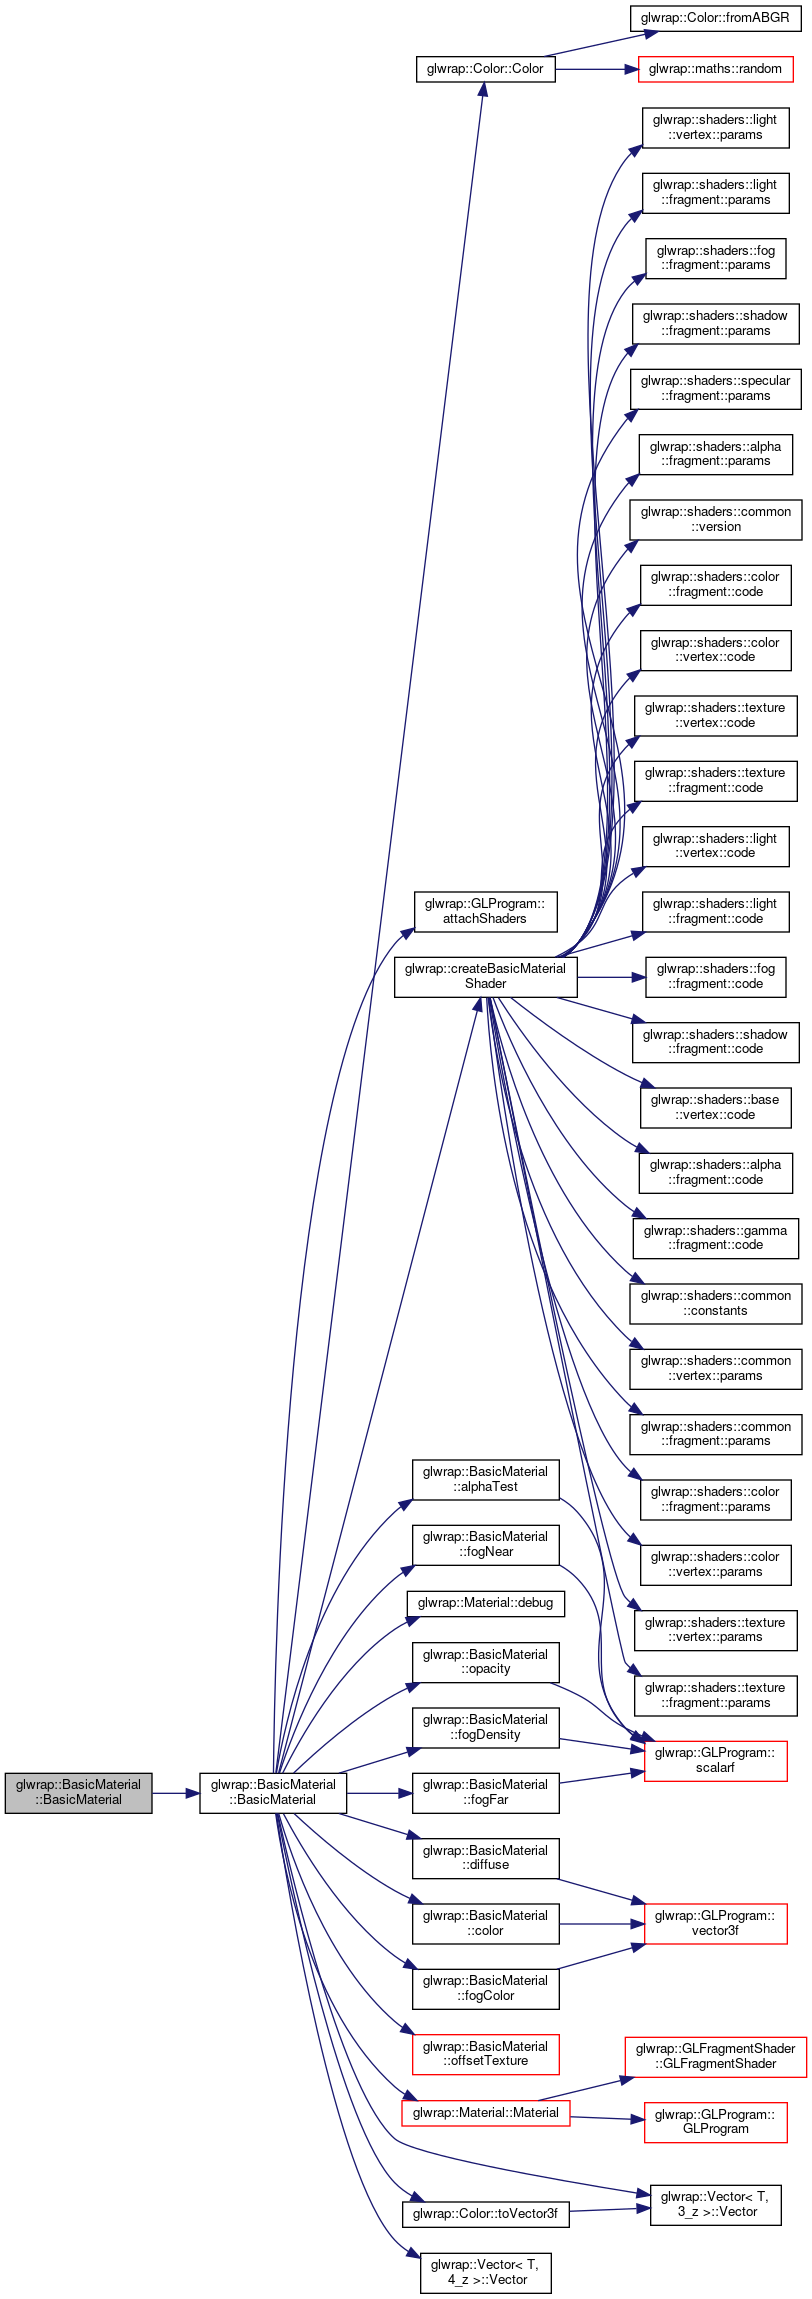 glwrap::Color::fromABGR
glwrap::Color::Color
glwrap::maths::random
glwrap::shaders::light
::vertex::params
glwrap::shaders::light
::fragment::params
glwrap::shaders::fog
::fragment::params
glwrap::shaders::shadow
::fragment::params
glwrap::shaders::specular
::fragment::params
glwrap::shaders::alpha
::fragment::params
glwrap::shaders::common
::version
glwrap::shaders::color
::fragment::code
glwrap::shaders::color
::vertex::code
glwrap::shaders::texture
::vertex::code
glwrap::shaders::texture
::fragment::code
glwrap::shaders::light
::vertex::code
glwrap::GLProgram::
attachShaders
glwrap::shaders::light
::fragment::code
glwrap::createBasicMaterial
Shader
glwrap::shaders::fog
::fragment::code
glwrap::shaders::shadow
::fragment::code
glwrap::shaders::base
::vertex::code
glwrap::shaders::alpha
::fragment::code
glwrap::shaders::gamma
::fragment::code
glwrap::shaders::common
::constants
glwrap::shaders::common
::vertex::params
glwrap::shaders::common
::fragment::params
glwrap::BasicMaterial
::alphaTest
glwrap::shaders::color
::fragment::params
glwrap::BasicMaterial
::fogNear
glwrap::shaders::color
::vertex::params
glwrap::Material::debug
glwrap::shaders::texture
::vertex::params
glwrap::BasicMaterial
::opacity
glwrap::shaders::texture
::fragment::params
glwrap::BasicMaterial
::fogDensity
glwrap::GLProgram::
scalarf
glwrap::BasicMaterial
::BasicMaterial
glwrap::BasicMaterial
::BasicMaterial
glwrap::BasicMaterial
::fogFar
glwrap::BasicMaterial
::diffuse
glwrap::BasicMaterial
::color
glwrap::GLProgram::
vector3f
glwrap::BasicMaterial
::fogColor
glwrap::BasicMaterial
::offsetTexture
glwrap::GLFragmentShader
::GLFragmentShader
glwrap::Material::Material
glwrap::GLProgram::
GLProgram
glwrap::Color::toVector3f
glwrap::Vector< T,
3_z >::Vector
glwrap::Vector< T,
4_z >::Vector